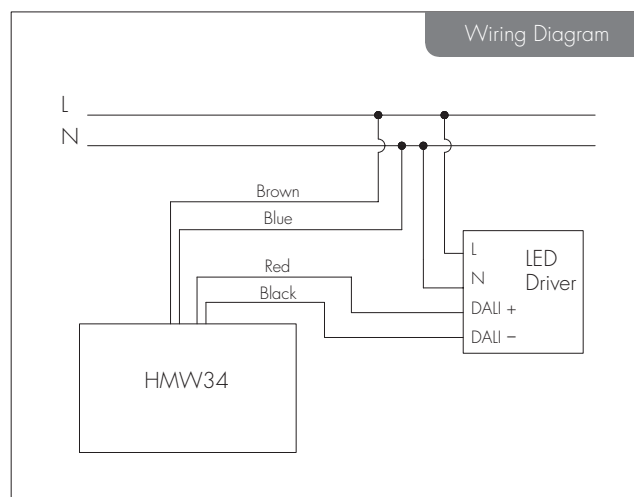 Wiring Diagram
L
N
Brown
Blue
Red
Black
L
N
DALI +
DALI −
LED
Driver
HMW34